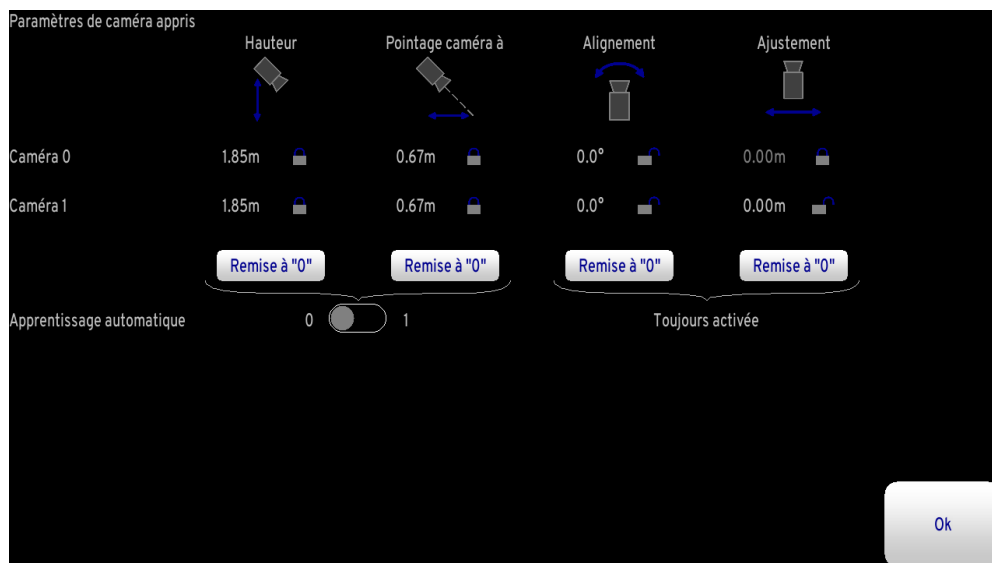 Paramètres de caméra appris
Hauteur Pointage caméra à Alignement Ajustement
Caméra 0 1.85m 0.67m 0.0° 0.00m
Caméra 1 1.85m 0.67m 0.0° 0.00m
Remise à "0" Remise à "0" Remise à "0" Remise à "0"
Apprentissage automatique 0 1 Toujours activée
Ok